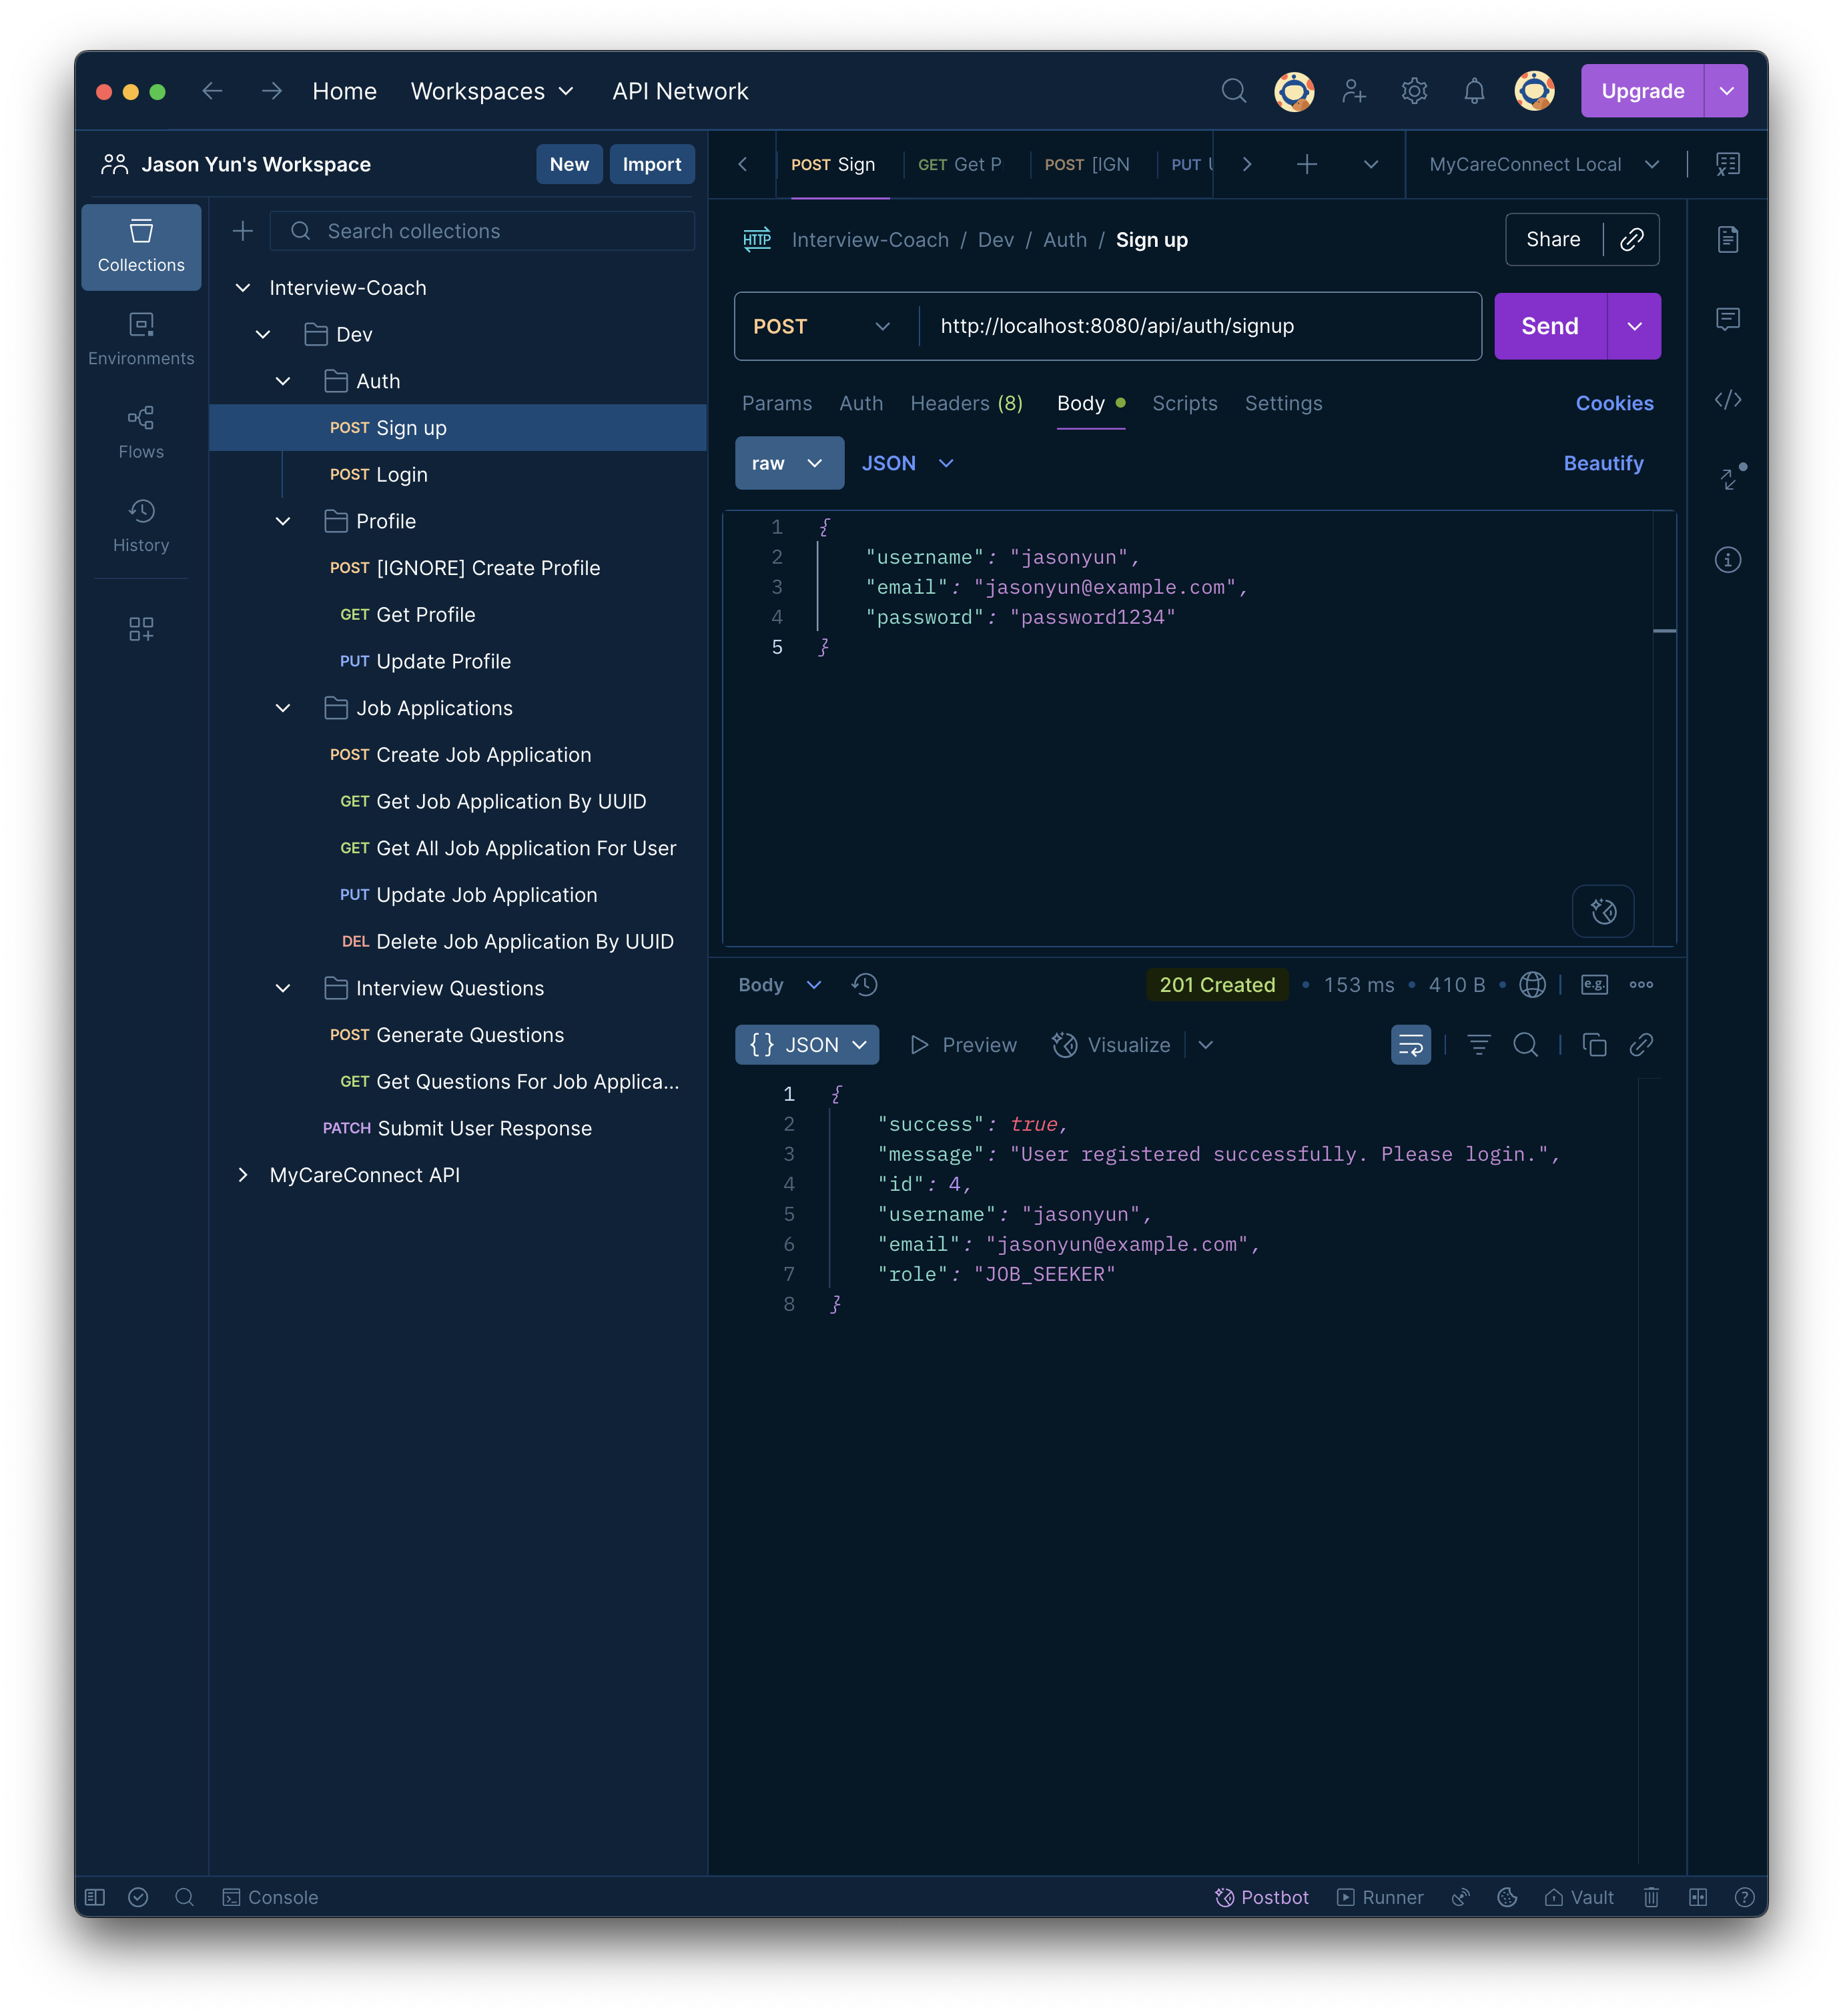 Home Workspaces API Network Upgrade
Jason Yun's Workspace New Import
POST Sign GET Get P POST [IGN PUT MyCareConnect Local
Collections
Environments
Flows
History
Search collections
Interview-Coach
Dev
Auth
POST Sign up
POST Login
Profile
POST [IGNORE] Create Profile
GET Get Profile
PUT Update Profile
Job Applications
POST Create Job Application
GET Get Job Application By UUID
GET Get All Job Application For User
PUT Update Job Application
DEL Delete Job Application By UUID
Interview Questions
POST Generate Questions
GET Get Questions For Job Applica...
PATCH Submit User Response
MyCareConnect API
HTTP Interview-Coach / Dev / Auth / Sign up Share
POST http://localhost:8080/api/auth/signup Send
Params Auth Headers (8) Body Scripts Settings Cookies
raw JSON Beautify
1 {
2 "username": "jasonyun",
3 "email": "jasonyun@example.com",
4 "password": "password1234"
5 }
Body 201 Created • 153 ms • 410 B • e.g.
{} JSON Preview Visualize
1 {
2 "success": true,
3 "message": "User registered successfully. Please login.",
4 "id": 4,
5 "username": "jasonyun",
6 "email": "jasonyun@example.com",
7 "role": "JOB_SEEKER"
8 }
Console Postbot Runner Vault